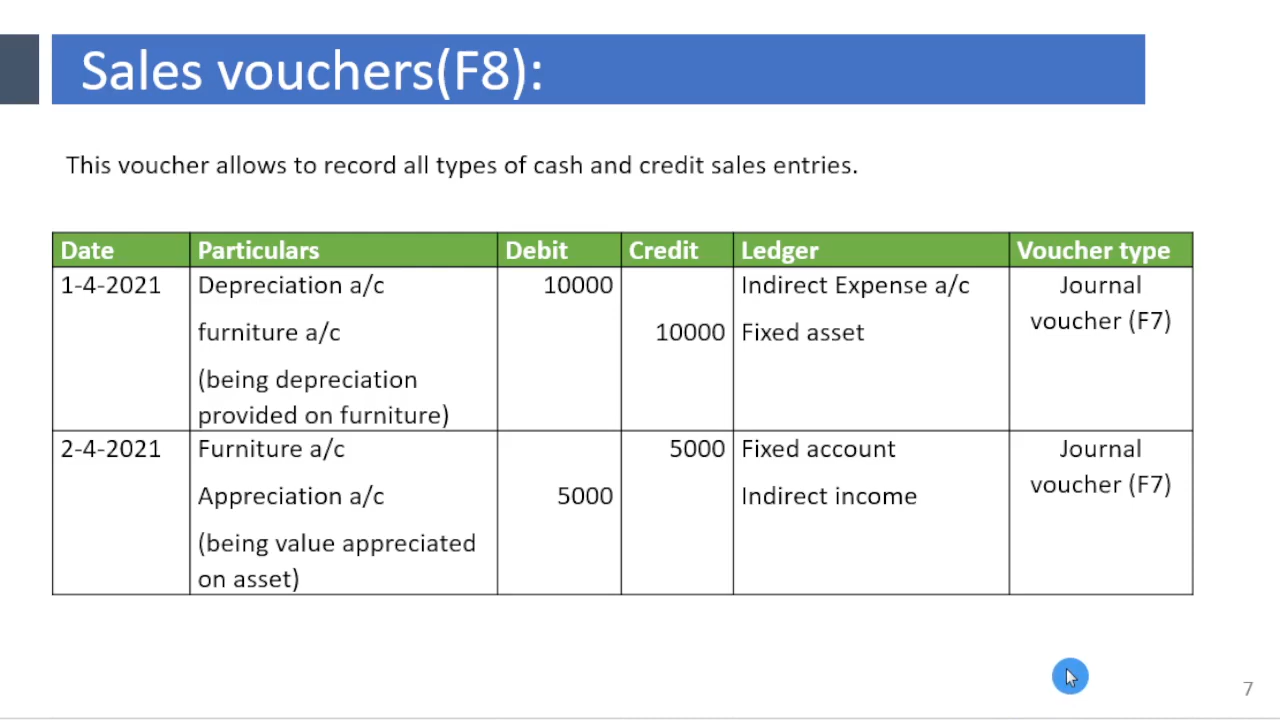 Sales vouchers(F8):
This voucher allows to record all types of cash and credit sales entries.
Date Particulars Debit Credit Ledger Voucher type
1-4-2021 Depreciation a/c 10000 Indirect Expense a/c Journal
voucher (F7)
furniture a/c 10000 Fixed asset
(being depreciation
provided on furniture)
2-4-2021 Furniture a/c 5000 Fixed account Journal
voucher (F7)
Appreciation a/c 5000 Indirect income
(being value appreciated
on asset)
7